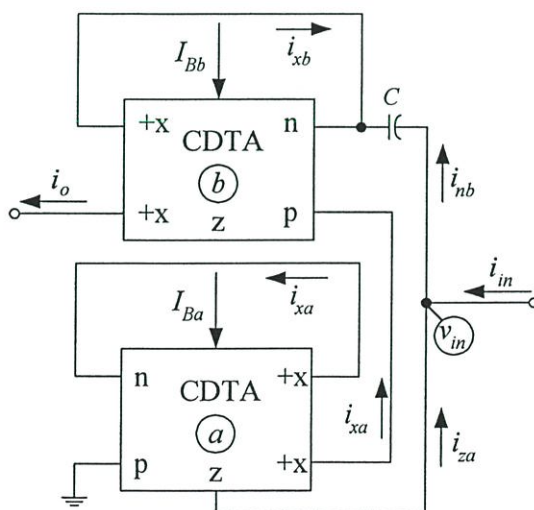 I_Bb
i_xb
C
+x
n
CDTA
b
i_o
i_nb
+x
p
z
i_in
v_in
I_Ba
i_xa
n
+x
CDTA
a
i_xa
i_za
p
+x
z